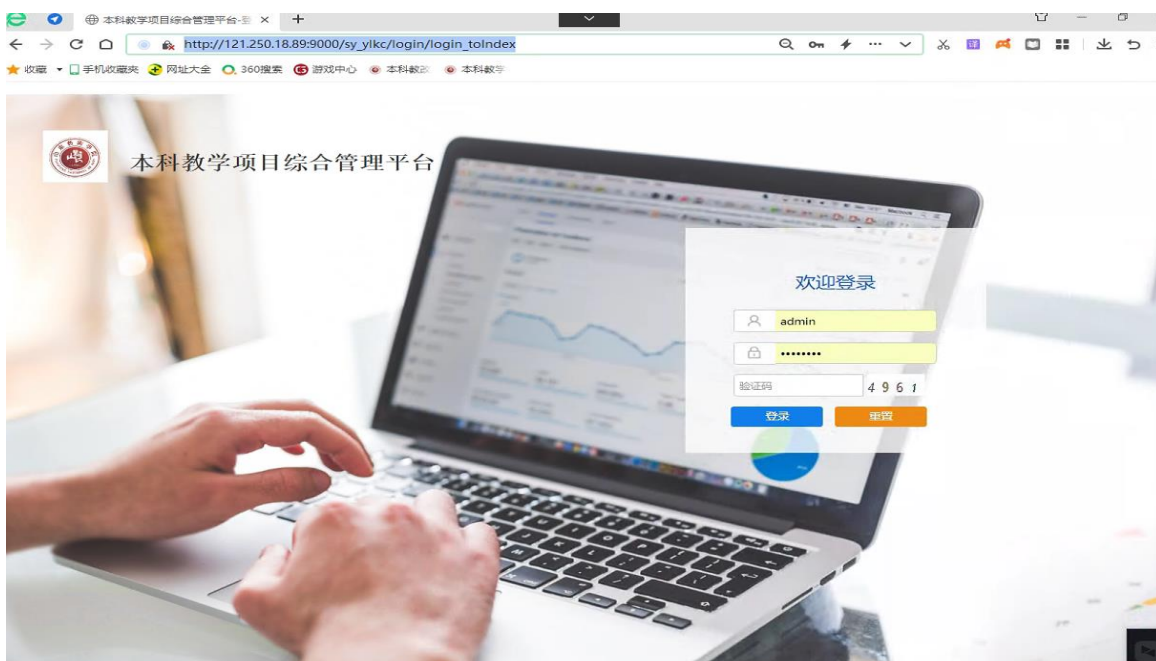 本科教学项目综合管理平台-登
http://121.250.18.89:9000/sy_ylkc/login/login_toIndex
收藏 手机收藏夹 网址大全 360搜索 游戏中心 本科教改 本科教学
本科教学项目综合管理平台
欢迎登录
admin
••••••••
验证码 4961
登录 重置